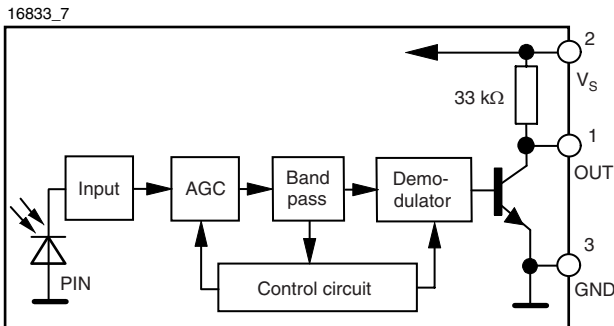 16833_7
2
V_S
33 kΩ
1
OUT
Input
AGC
Band
pass
Demo-
dulator
3
GND
PIN
Control circuit